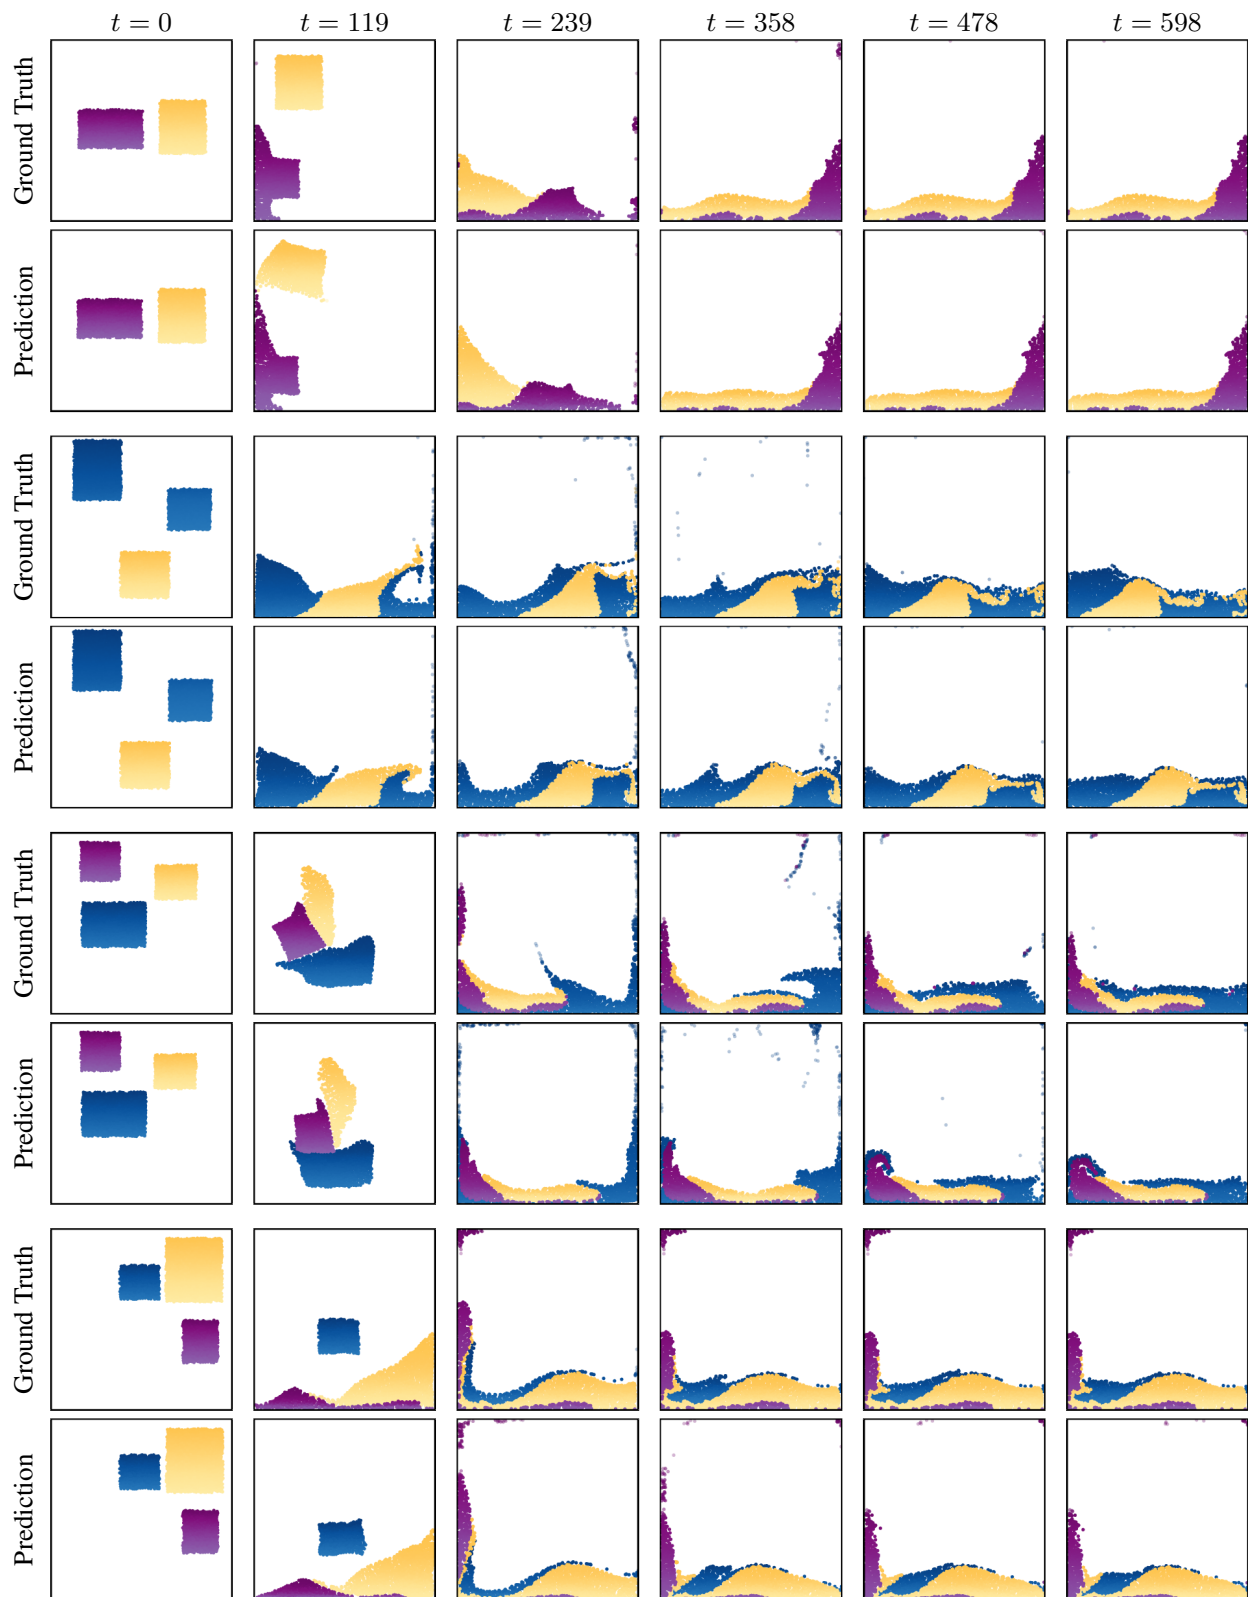 t = 0 t = 119 t = 239 t = 358 t = 478 t = 598
Ground Truth
Prediction
Ground Truth
Prediction
Ground Truth
Prediction
Ground Truth
Prediction